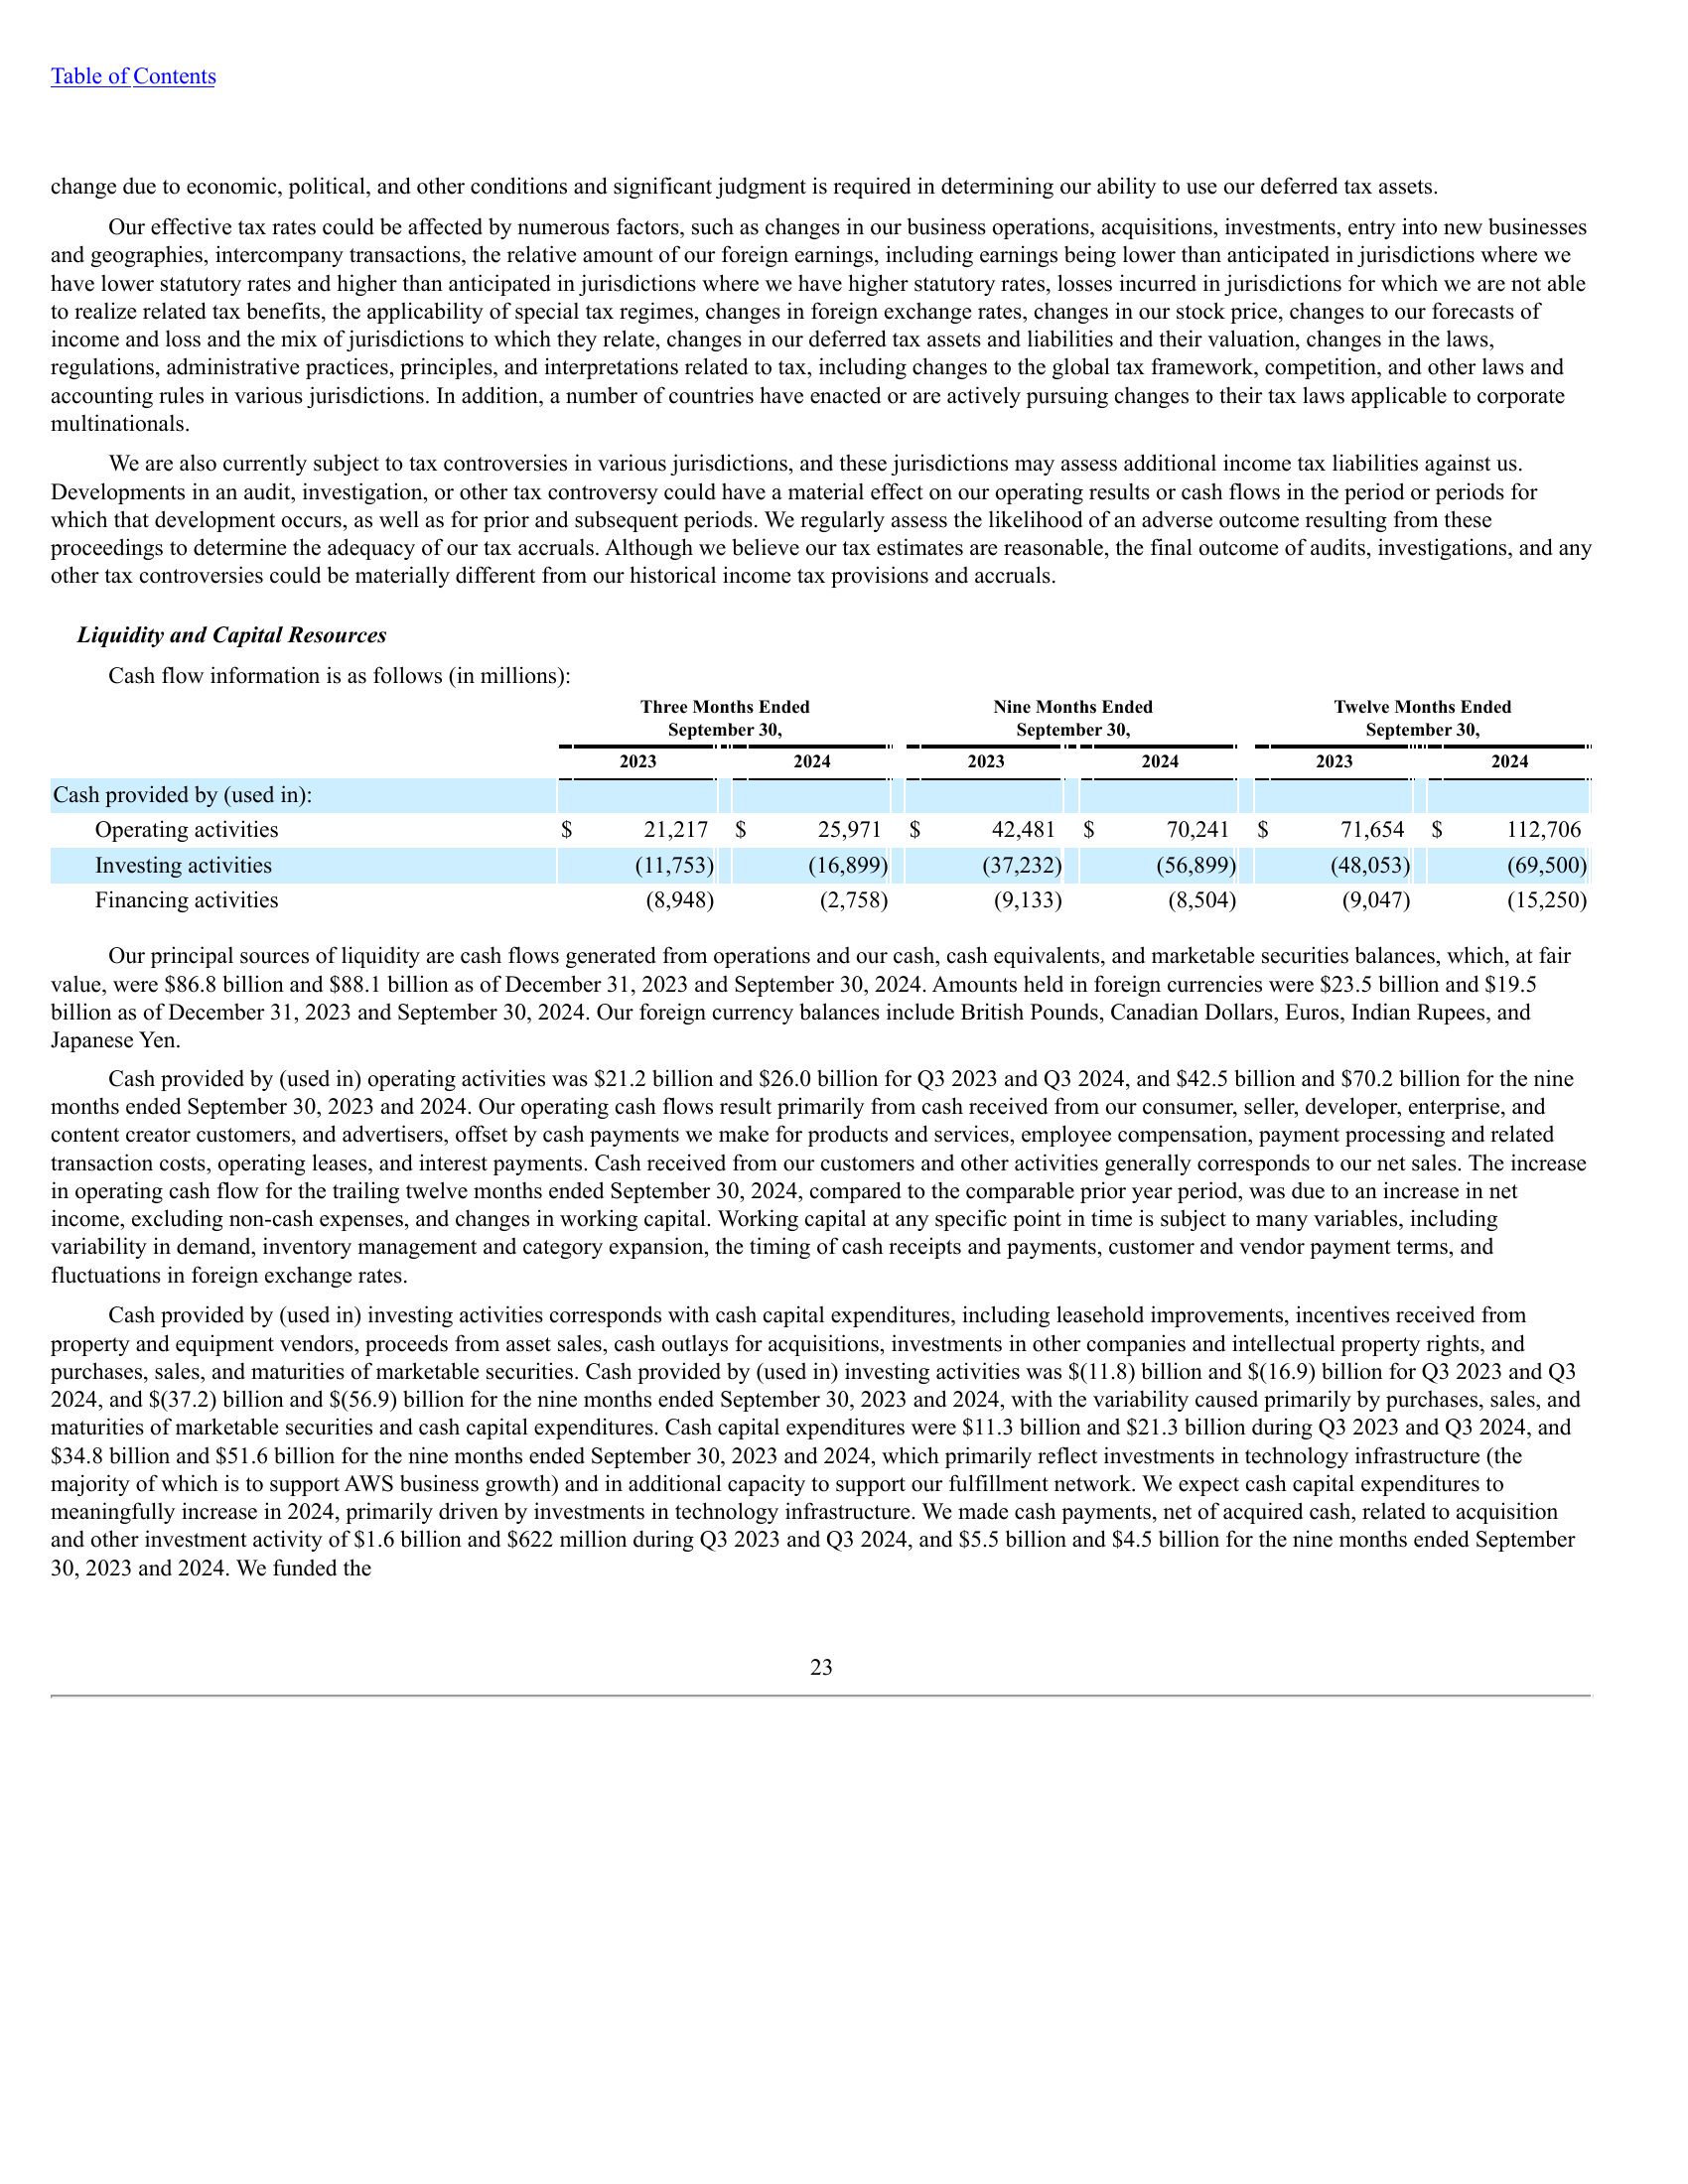 Table of Contents
change due to economic, political, and other conditions and significant judgment is required in determining our ability to use our deferred tax assets.
Our effective tax rates could be affected by numerous factors, such as changes in our business operations, acquisitions, investments, entry into new businesses
and geographies, intercompany transactions, the relative amount of our foreign earnings, including earnings being lower than anticipated in jurisdictions where we
have lower statutory rates and higher than anticipated in jurisdictions where we have higher statutory rates, losses incurred in jurisdictions for which we are not able
to realize related tax benefits, the applicability of special tax regimes, changes in foreign exchange rates, changes in our stock price, changes to our forecasts of
income and loss and the mix of jurisdictions to which they relate, changes in our deferred tax assets and liabilities and their valuation, changes in the laws,
regulations, administrative practices, principles, and interpretations related to tax, including changes to the global tax framework, competition, and other laws and
accounting rules in various jurisdictions. In addition, a number of countries have enacted or are actively pursuing changes to their tax laws applicable to corporate
multinationals.
We are also currently subject to tax controversies in various jurisdictions, and these jurisdictions may assess additional income tax liabilities against us.
Developments in an audit, investigation, or other tax controversy could have a material effect on our operating results or cash flows in the period or periods for
which that development occurs, as well as for prior and subsequent periods. We regularly assess the likelihood of an adverse outcome resulting from these
proceedings to determine the adequacy of our tax accruals. Although we believe our tax estimates are reasonable, the final outcome of audits, investigations, and any
other tax controversies could be materially different from our historical income tax provisions and accruals.
Liquidity and Capital Resources
Cash flow information is as follows (in millions):
Three Months Ended Nine Months Ended Twelve Months Ended
September 30, September 30, September 30,
2023 2024 2023 2024 2023 2024
Cash provided by (used in):
Operating activities $ 21,217 $ 25,971 $ 42,481 $ 70,241 $ 71,654 $ 112,706
Investing activities (11,753) (16,899) (37,232) (56,899) (48,053) (69,500)
Financing activities (8,948) (2,758) (9,133) (8,504) (9,047) (15,250)
Our principal sources of liquidity are cash flows generated from operations and our cash, cash equivalents, and marketable securities balances, which, at fair
value, were $86.8 billion and $88.1 billion as of December 31, 2023 and September 30, 2024. Amounts held in foreign currencies were $23.5 billion and $19.5
billion as of December 31, 2023 and September 30, 2024. Our foreign currency balances include British Pounds, Canadian Dollars, Euros, Indian Rupees, and
Japanese Yen.
Cash provided by (used in) operating activities was $21.2 billion and $26.0 billion for Q3 2023 and Q3 2024, and $42.5 billion and $70.2 billion for the nine
months ended September 30, 2023 and 2024. Our operating cash flows result primarily from cash received from our consumer, seller, developer, enterprise, and
content creator customers, and advertisers, offset by cash payments we make for products and services, employee compensation, payment processing and related
transaction costs, operating leases, and interest payments. Cash received from our customers and other activities generally corresponds to our net sales. The increase
in operating cash flow for the trailing twelve months ended September 30, 2024, compared to the comparable prior year period, was due to an increase in net
income, excluding non-cash expenses, and changes in working capital. Working capital at any specific point in time is subject to many variables, including
variability in demand, inventory management and category expansion, the timing of cash receipts and payments, customer and vendor payment terms, and
fluctuations in foreign exchange rates.
Cash provided by (used in) investing activities corresponds with cash capital expenditures, including leasehold improvements, incentives received from
property and equipment vendors, proceeds from asset sales, cash outlays for acquisitions, investments in other companies and intellectual property rights, and
purchases, sales, and maturities of marketable securities. Cash provided by (used in) investing activities was $(11.8) billion and $(16.9) billion for Q3 2023 and Q3
2024, and $(37.2) billion and $(56.9) billion for the nine months ended September 30, 2023 and 2024, with the variability caused primarily by purchases, sales, and
maturities of marketable securities and cash capital expenditures. Cash capital expenditures were $11.3 billion and $21.3 billion during Q3 2023 and Q3 2024, and
$34.8 billion and $51.6 billion for the nine months ended September 30, 2023 and 2024, which primarily reflect investments in technology infrastructure (the
majority of which is to support AWS business growth) and in additional capacity to support our fulfillment network. We expect cash capital expenditures to
meaningfully increase in 2024, primarily driven by investments in technology infrastructure. We made cash payments, net of acquired cash, related to acquisition
and other investment activity of $1.6 billion and $622 million during Q3 2023 and Q3 2024, and $5.5 billion and $4.5 billion for the nine months ended September
30, 2023 and 2024. We funded the
23